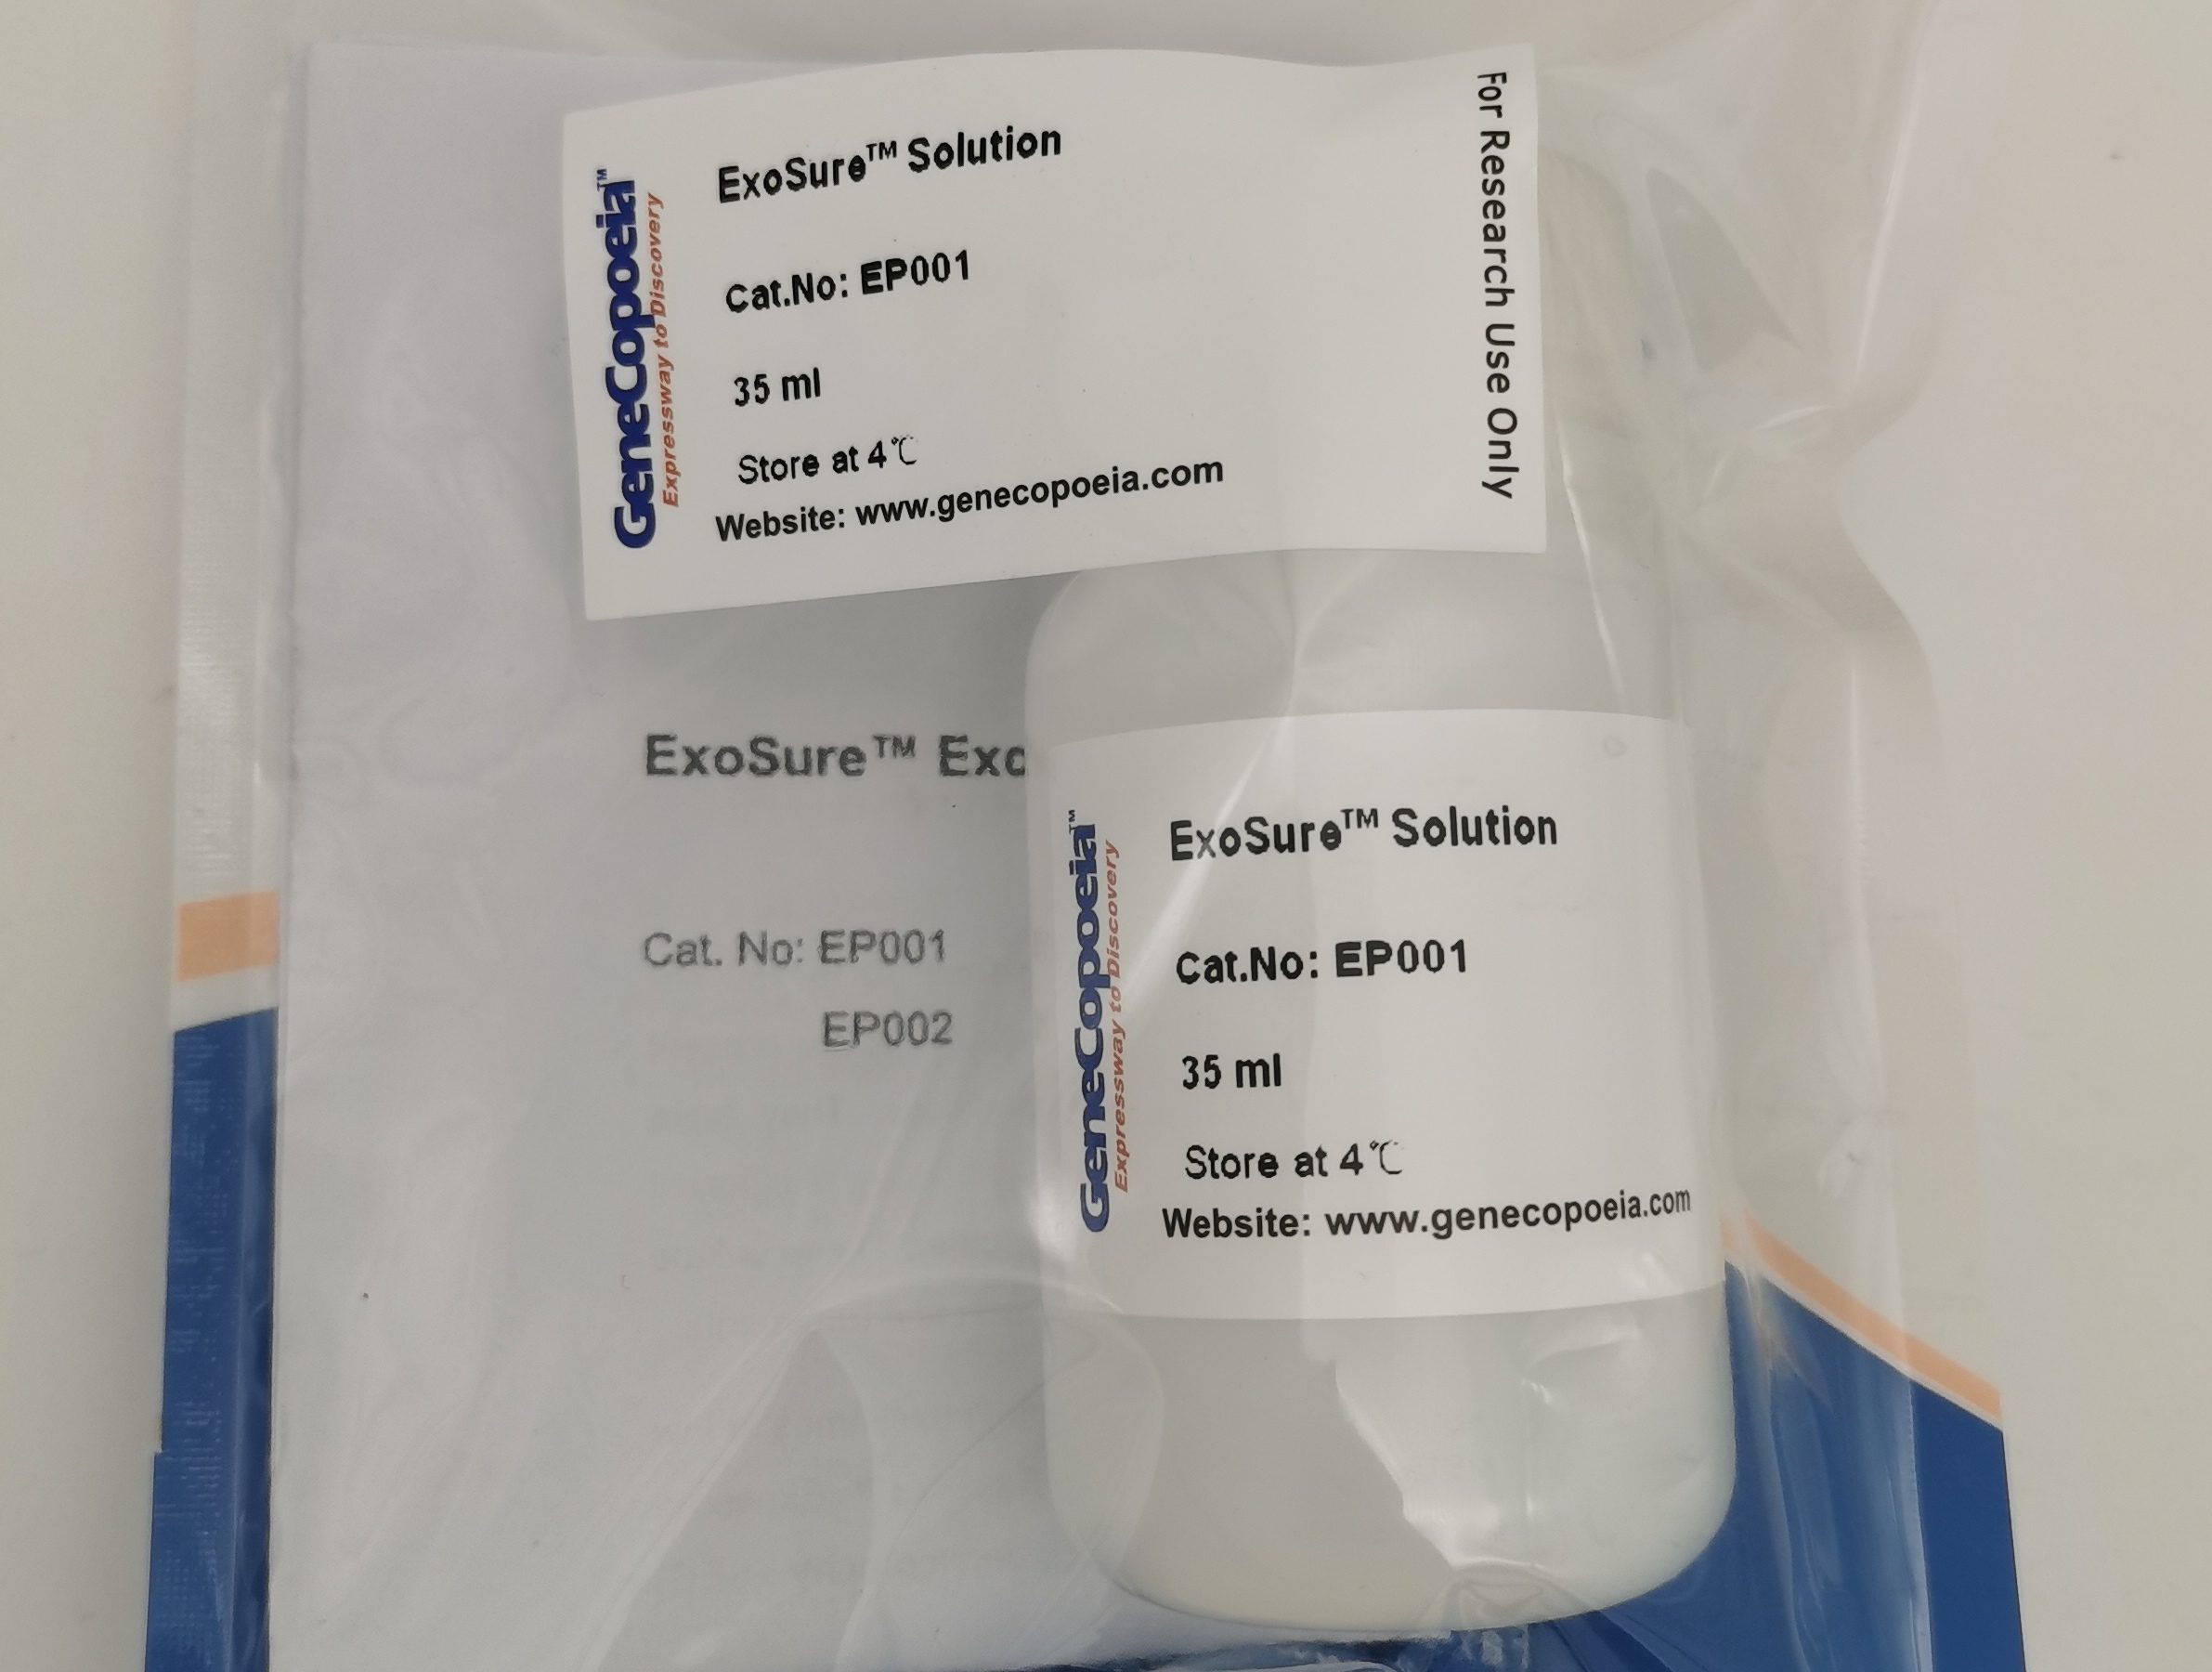 GeneCopoeia™
Expressway to Discovery
ExoSure™ Solution
Cat.No: EP001
35 ml
Store at 4℃
Website: www.genecopoeia.com
For Research Use Only
ExoSure™
Cat. No: EP001
EP002
GeneCopoeia™
Expressway to Discovery
ExoSure™ Solution
Cat.No: EP001
35 ml
Store at 4℃
Website: www.genecopoeia.com